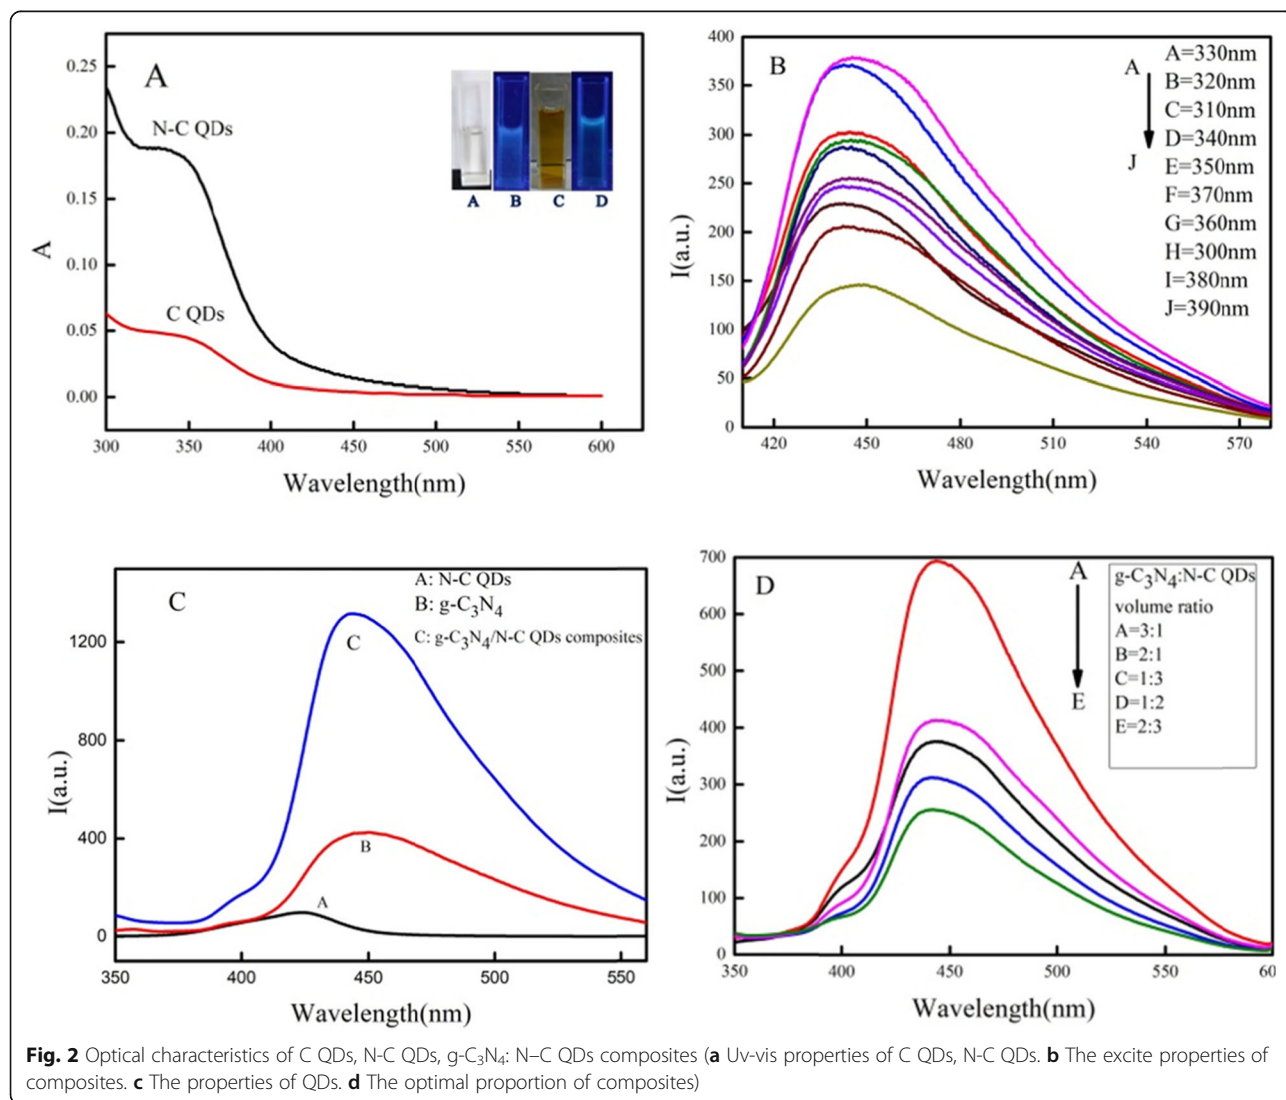 A
0.25
0.20
0.15
0.10
0.05
0.00
A
N-C QDs
C QDs
A B C D
300 350 400 450 500 550 600
Wavelength(nm)
B
400
350
300
250
200
150
100
50
0
I(a.u.)
A
J
A=330nm
B=320nm
C=310nm
D=340nm
E=350nm
F=370nm
G=360nm
H=300nm
I=380nm
J=390nm
420 450 480 510 540 570
Wavelength(nm)
C
1200
800
400
0
I(a.u.)
A: N-C QDs
B: g-C₃N₄
C: g-C₃N₄/N-C QDs composites
C
B
A
350 400 450 500 550
Wavelength(nm)
D
700
600
500
400
300
200
100
0
I(a.u.)
A
E
g-C₃N₄:N-C QDs
volume ratio
A=3:1
B=2:1
C=1:3
D=1:2
E=2:3
350 400 450 500 550 60
Wavelength(nm)
Fig. 2 Optical characteristics of C QDs, N-C QDs, g-C₃N₄: N–C QDs composites (a Uv-vis properties of C QDs, N-C QDs. b The excite properties of
composites. c The properties of QDs. d The optimal proportion of composites)